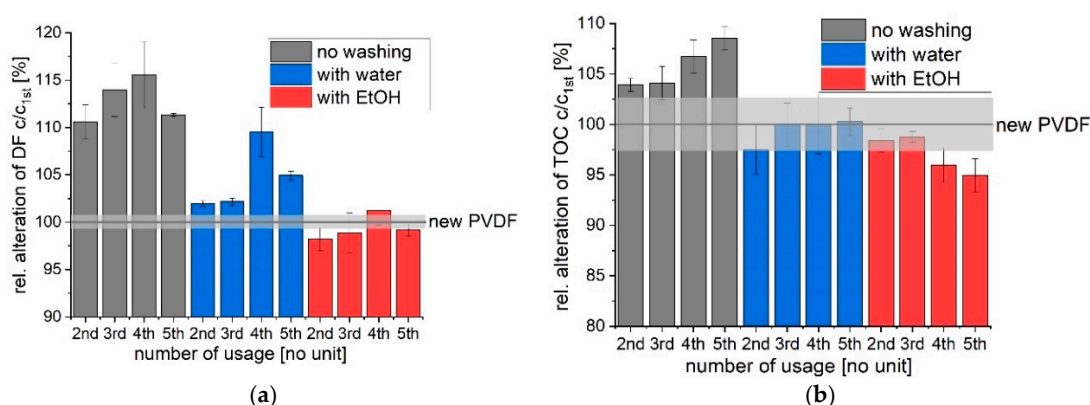 rel. alteration of DF c/c1st [%]
120
115
110
105
100
95
90
no washing
with water
with EtOH
new PVDF
2nd 3rd 4th 5th 2nd 3rd 4th 5th 2nd 3rd 4th 5th
number of usage [no unit]
(a)
rel. alteration of TOC c/c1st [%]
110
105
100
95
90
85
80
no washing
with water
with EtOH
new PVDF
2nd 3rd 4th 5th 2nd 3rd 4th 5th 2nd 3rd 4th 5th
number of usage [no unit]
(b)